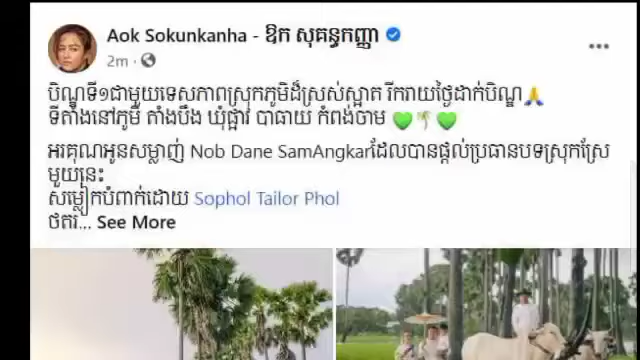 Aok Sokunkanha - ឱក សុគន្ធកញ្ញា
2m
បិណ្ឌទី១ជាមួយទេសភាពស្រុកភូមិដ៏ស្រស់ស្អាត រីករាយថ្ងៃដាក់បិណ្ឌ🙏
ទីតាំងនៅភូមិ តាំងបឹង ឃុំផ្អាវ បាធាយ កំពង់ចាម 💚🌴💚
អរគុណអូនសម្លាញ់ Nob Dane SamAngkarដែលបានផ្តល់ប្រធានបទស្រុកស្រែ
មួយនេះ
សម្លៀកបំពាក់ដោយ Sophol Tailor Phol
ថតរ៉... See More